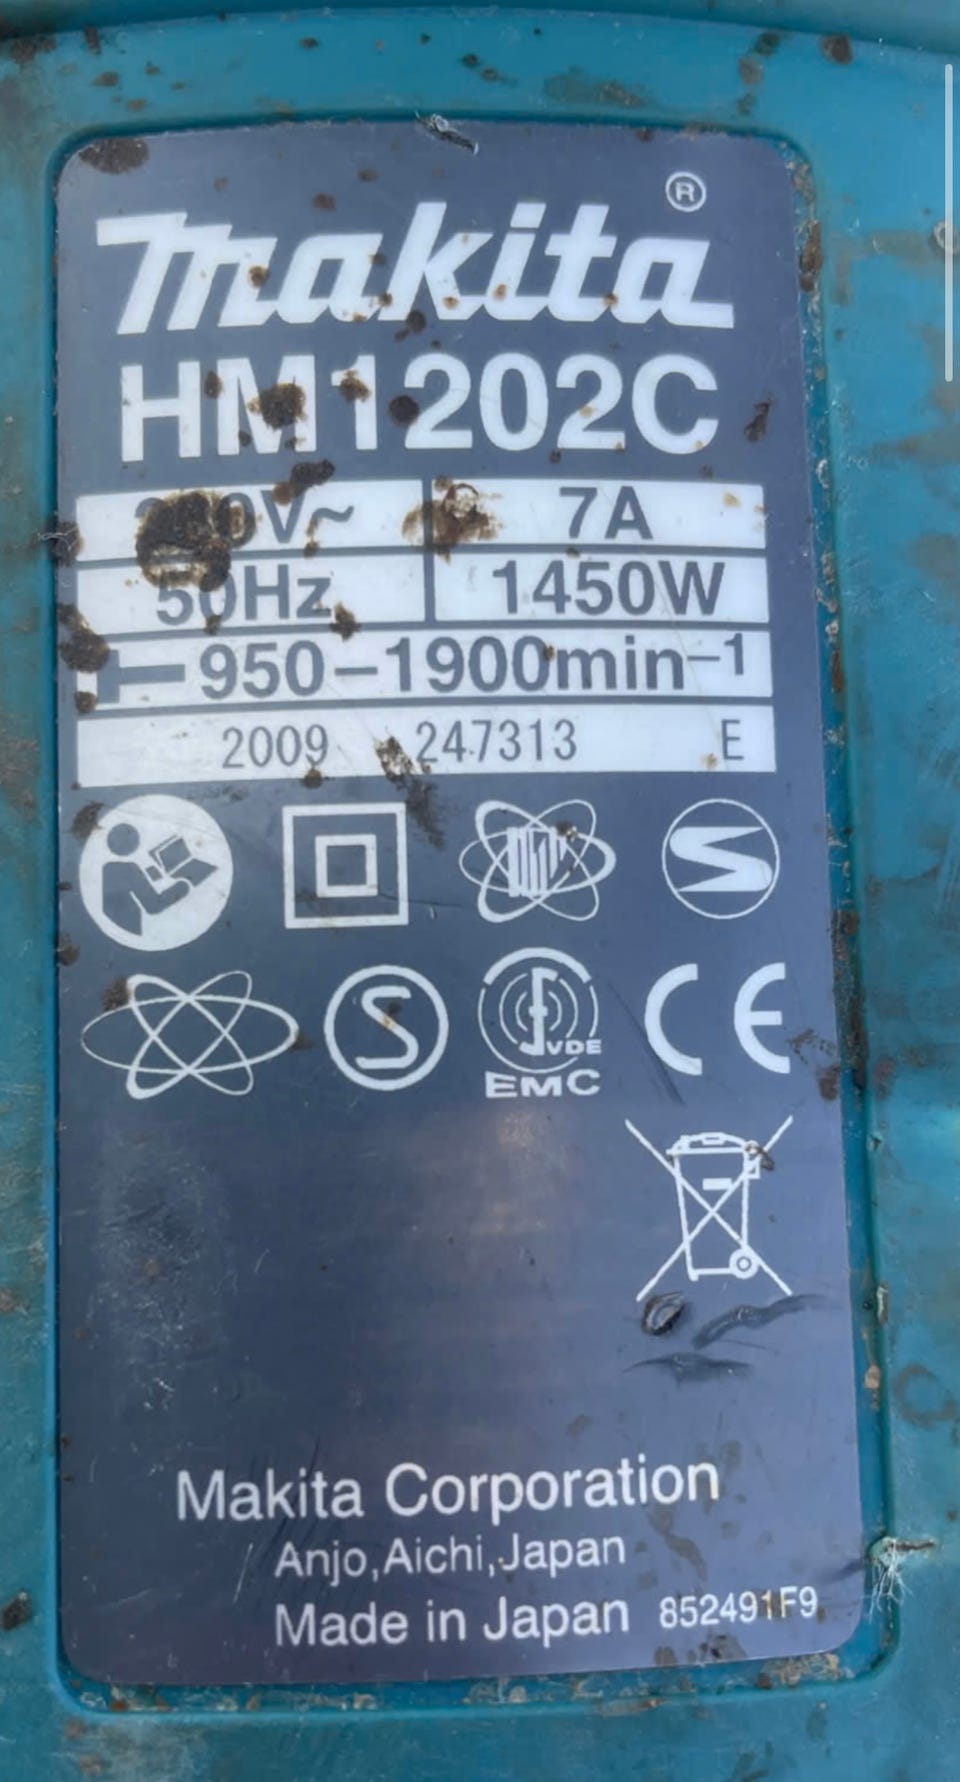 makita®
HM1202C
7A
50Hz 1450W
950-1900min-1
2009 247313 E
S
VDE
EMC CE
Makita Corporation
Anjo,Aichi,Japan
Made in Japan 852491F9